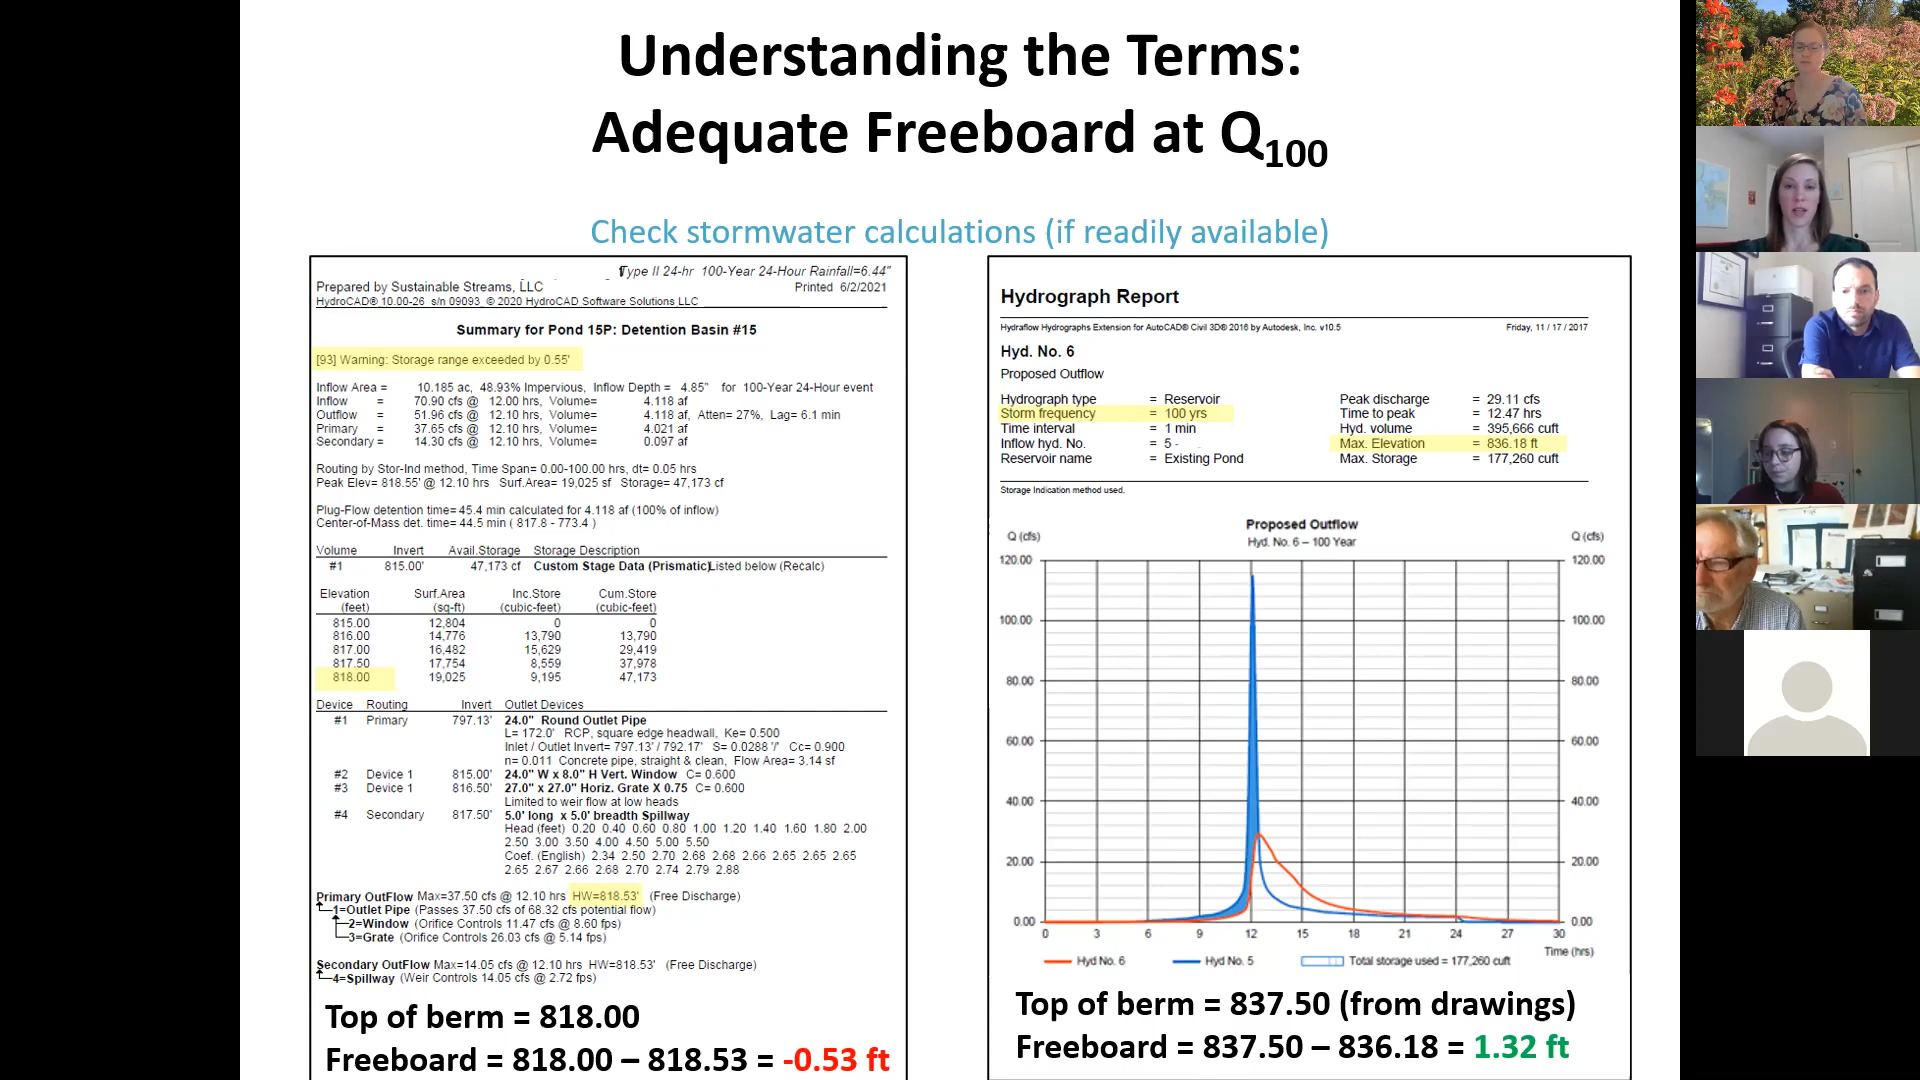 Understanding the Terms:
Adequate Freeboard at Q100
Check stormwater calculations (if readily available)
Type II 24-hr 100-Year 24-Hour Rainfall=6.44"
Prepared by Sustainable Streams, LLC
Printed 6/2/2021
HydroCAD® 10.00-26 s/n 09093 © 2020 HydroCAD Software Solutions LLC
Summary for Pond 15P: Detention Basin #15
[93] Warning: Storage range exceeded by 0.55'
Inflow Area = 10.185 ac, 48.93% Impervious, Inflow Depth = 4.85" for 100-Year 24-Hour event
Inflow = 70.90 cfs @ 12.00 hrs, Volume= 4.118 af
Outflow = 51.96 cfs @ 12.10 hrs, Volume= 4.118 af, Atten= 27%, Lag= 6.1 min
Primary = 37.65 cfs @ 12.10 hrs, Volume= 4.021 af
Secondary = 14.30 cfs @ 12.10 hrs, Volume= 0.097 af
Routing by Stor-Ind method, Time Span= 0.00-100.00 hrs, dt= 0.05 hrs
Peak Elev= 818.55' @ 12.10 hrs Surf.Area= 19,025 sf Storage= 47,173 cf
Plug-Flow detention time= 45.4 min calculated for 4.118 af (100% of inflow)
Center-of-Mass det. time= 44.5 min ( 817.8 - 773.4 )
Volume Invert Avail.Storage Storage Description
#1 815.00' 47,173 cf Custom Stage Data (Prismatic)Listed below (Recalc)
Elevation Surf.Area Inc.Store Cum.Store
(feet) (sq-ft) (cubic-feet) (cubic-feet)
815.00 12,804 0 0
816.00 14,776 13,790 13,790
817.00 16,482 15,629 29,419
817.50 17,754 8,559 37,978
818.00 19,025 9,195 47,173
Device Routing Invert Outlet Devices
#1 Primary 797.13' 24.0" Round Outlet Pipe
L= 172.0' RCP, square edge headwall, Ke= 0.500
Inlet / Outlet Invert= 797.13' / 792.17' S= 0.0288 '/' Cc= 0.900
n= 0.011 Concrete pipe, straight & clean, Flow Area= 3.14 sf
#2 Device 1 815.00' 24.0" W x 8.0" H Vert. Window C= 0.600
#3 Device 1 816.50' 27.0" x 27.0" Horiz. Grate X 0.75 C= 0.600
Limited to weir flow at low heads
#4 Secondary 817.50' 5.0' long x 5.0' breadth Spillway
Head (feet) 0.20 0.40 0.60 0.80 1.00 1.20 1.40 1.60 1.80 2.00
2.50 3.00 3.50 4.00 4.50 5.00 5.50
Coef. (English) 2.34 2.50 2.70 2.68 2.68 2.66 2.65 2.65 2.65
2.65 2.67 2.66 2.68 2.70 2.74 2.79 2.88
Primary OutFlow Max=37.50 cfs @ 12.10 hrs HW=818.53' (Free Discharge)
1=Outlet Pipe (Passes 37.50 cfs of 68.32 cfs potential flow)
2=Window (Orifice Controls 11.47 cfs @ 8.60 fps)
3=Grate (Orifice Controls 26.03 cfs @ 5.14 fps)
Secondary OutFlow Max=14.05 cfs @ 12.10 hrs HW=818.53' (Free Discharge)
4=Spillway (Weir Controls 14.05 cfs @ 2.72 fps)
Top of berm = 818.00
Freeboard = 818.00 – 818.53 = -0.53 ft
Hydrograph Report
Hydraflow Hydrographs Extension for AutoCAD® Civil 3D® 2016 by Autodesk, Inc. v10.5
Friday, 11 / 17 / 2017
Hyd. No. 6
Proposed Outflow
Hydrograph type = Reservoir Peak discharge = 29.11 cfs
Storm frequency = 100 yrs Time to peak = 12.47 hrs
Time interval = 1 min Hyd. volume = 395,666 cuft
Inflow hyd. No. = 5 - Max. Elevation = 836.18 ft
Reservoir name = Existing Pond Max. Storage = 177,260 cuft
Storage Indication method used.
Proposed Outflow
Q (cfs) Hyd. No. 6 – 100 Year Q (cfs)
120.00 120.00
100.00 100.00
80.00 80.00
60.00 60.00
40.00 40.00
20.00 20.00
0.00 0.00
0 3 6 9 12 15 18 21 24 27 30
Time (hrs)
Hyd No. 6 Hyd No. 5 Total storage used = 177,260 cuft
Top of berm = 837.50 (from drawings)
Freeboard = 837.50 – 836.18 = 1.32 ft